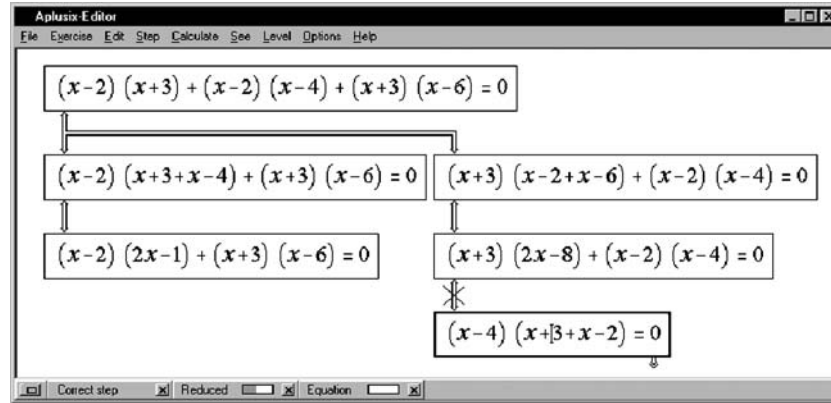 Aplusix-Editor
File Exercise Edit Step Calculate See Level Options Help
(x−2) (x+3) + (x−2) (x−4) + (x+3) (x−6) = 0
(x−2) (x+3+x−4) + (x+3) (x−6) = 0
(x+3) (x−2+x−6) + (x−2) (x−4) = 0
(x−2) (2x−1) + (x+3) (x−6) = 0
(x+3) (2x−8) + (x−2) (x−4) = 0
(x−4) (x+3+x−2) = 0
Correct step Reduced Equation